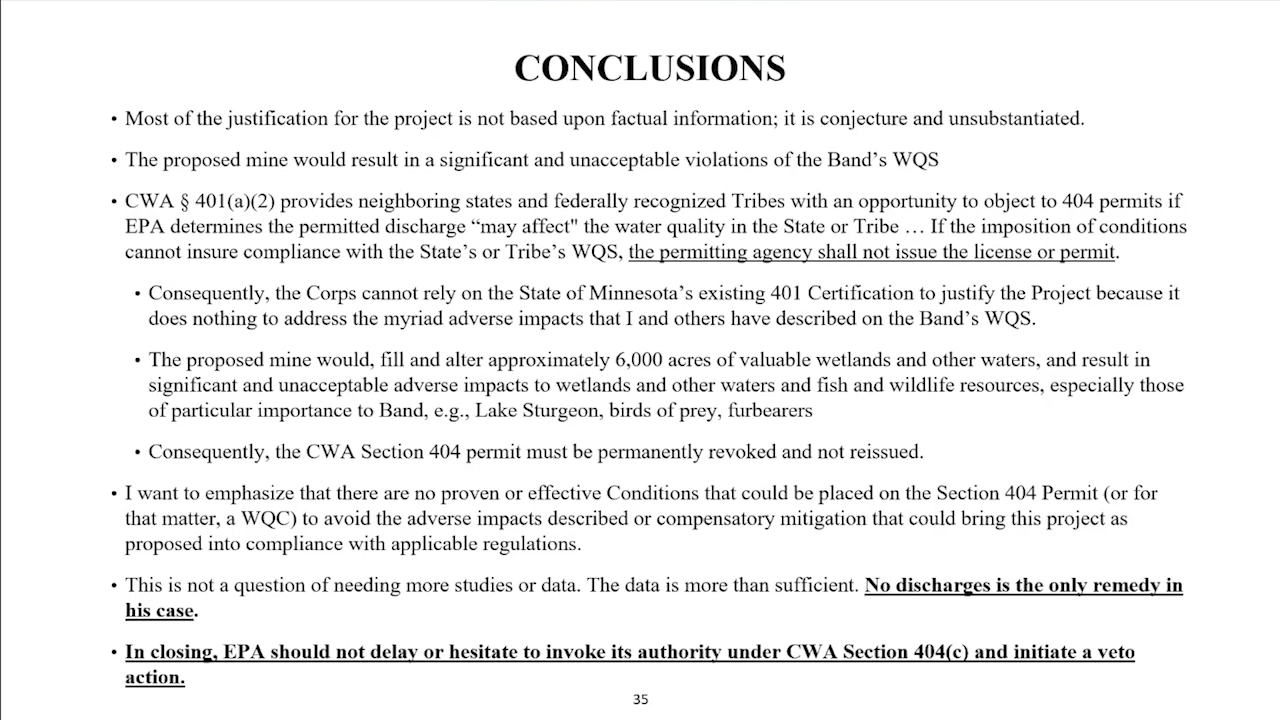 CONCLUSIONS
• Most of the justification for the project is not based upon factual information; it is conjecture and unsubstantiated.
• The proposed mine would result in a significant and unacceptable violations of the Band's WQS
• CWA § 401(a)(2) provides neighboring states and federally recognized Tribes with an opportunity to object to 404 permits if
EPA determines the permitted discharge “may affect" the water quality in the State or Tribe … If the imposition of conditions
cannot insure compliance with the State's or Tribe's WQS, the permitting agency shall not issue the license or permit.
• Consequently, the Corps cannot rely on the State of Minnesota's existing 401 Certification to justify the Project because it
does nothing to address the myriad adverse impacts that I and others have described on the Band's WQS.
• The proposed mine would, fill and alter approximately 6,000 acres of valuable wetlands and other waters, and result in
significant and unacceptable adverse impacts to wetlands and other waters and fish and wildlife resources, especially those
of particular importance to Band, e.g., Lake Sturgeon, birds of prey, furbearers
• Consequently, the CWA Section 404 permit must be permanently revoked and not reissued.
• I want to emphasize that there are no proven or effective Conditions that could be placed on the Section 404 Permit (or for
that matter, a WQC) to avoid the adverse impacts described or compensatory mitigation that could bring this project as
proposed into compliance with applicable regulations.
• This is not a question of needing more studies or data. The data is more than sufficient. No discharges is the only remedy in
his case.
• In closing, EPA should not delay or hesitate to invoke its authority under CWA Section 404(c) and initiate a veto
action.
35